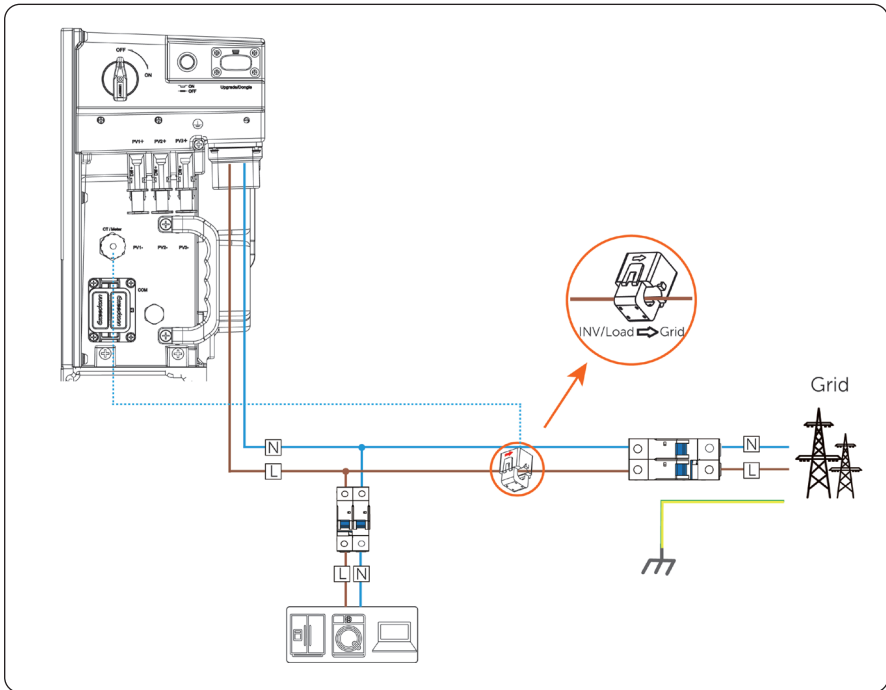 OFF
ON
ON
OFF
Upgrade/Dongle
PV1+ PV2+ PV3+
CT / Meter
PV1- PV2- PV3-
COM
INV/Load Grid
Grid
N
N
L
L
L N